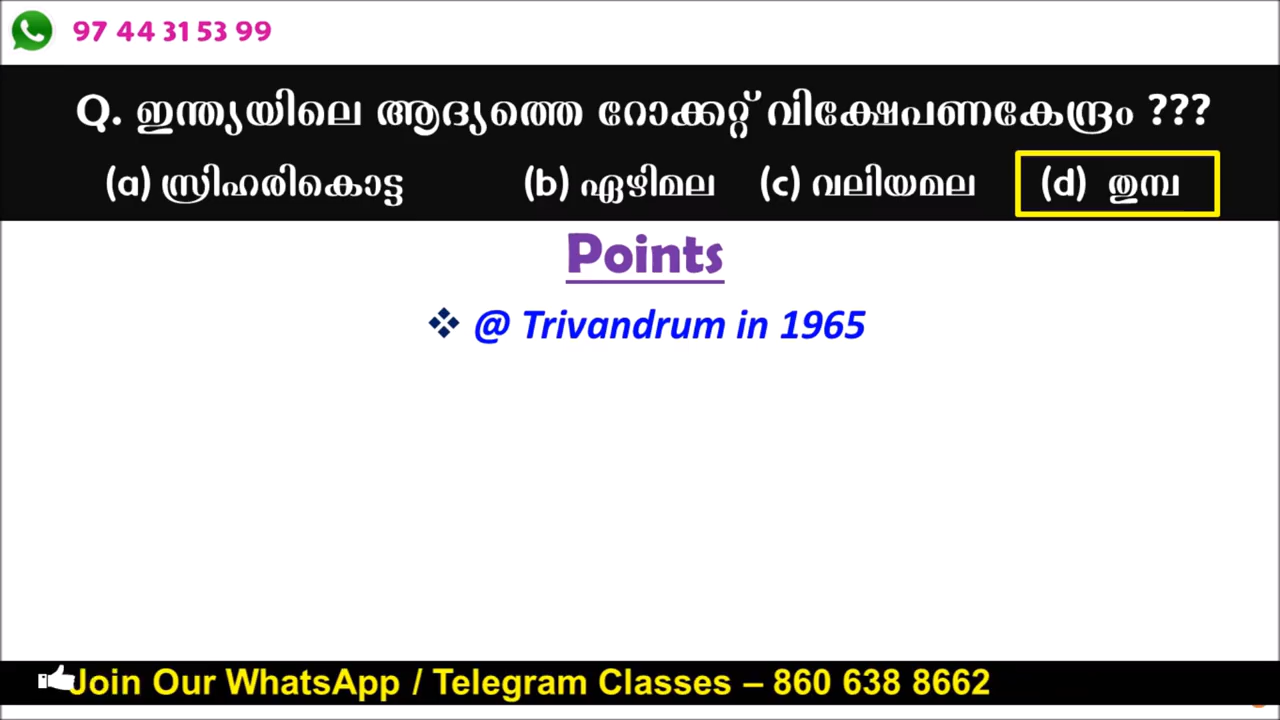 97 44 31 53 99
Q. ഇന്ത്യയിലെ ആദ്യത്തെ റോക്കറ്റ് വിക്ഷേപണകേന്ദ്രം ???
(a) സ്രിഹരികൊട്ട (b) ഏഴിമല (c) വലിയമല (d) തുമ്പ
Points
❖ @ Trivandrum in 1965
Join Our WhatsApp / Telegram Classes – 860 638 8662